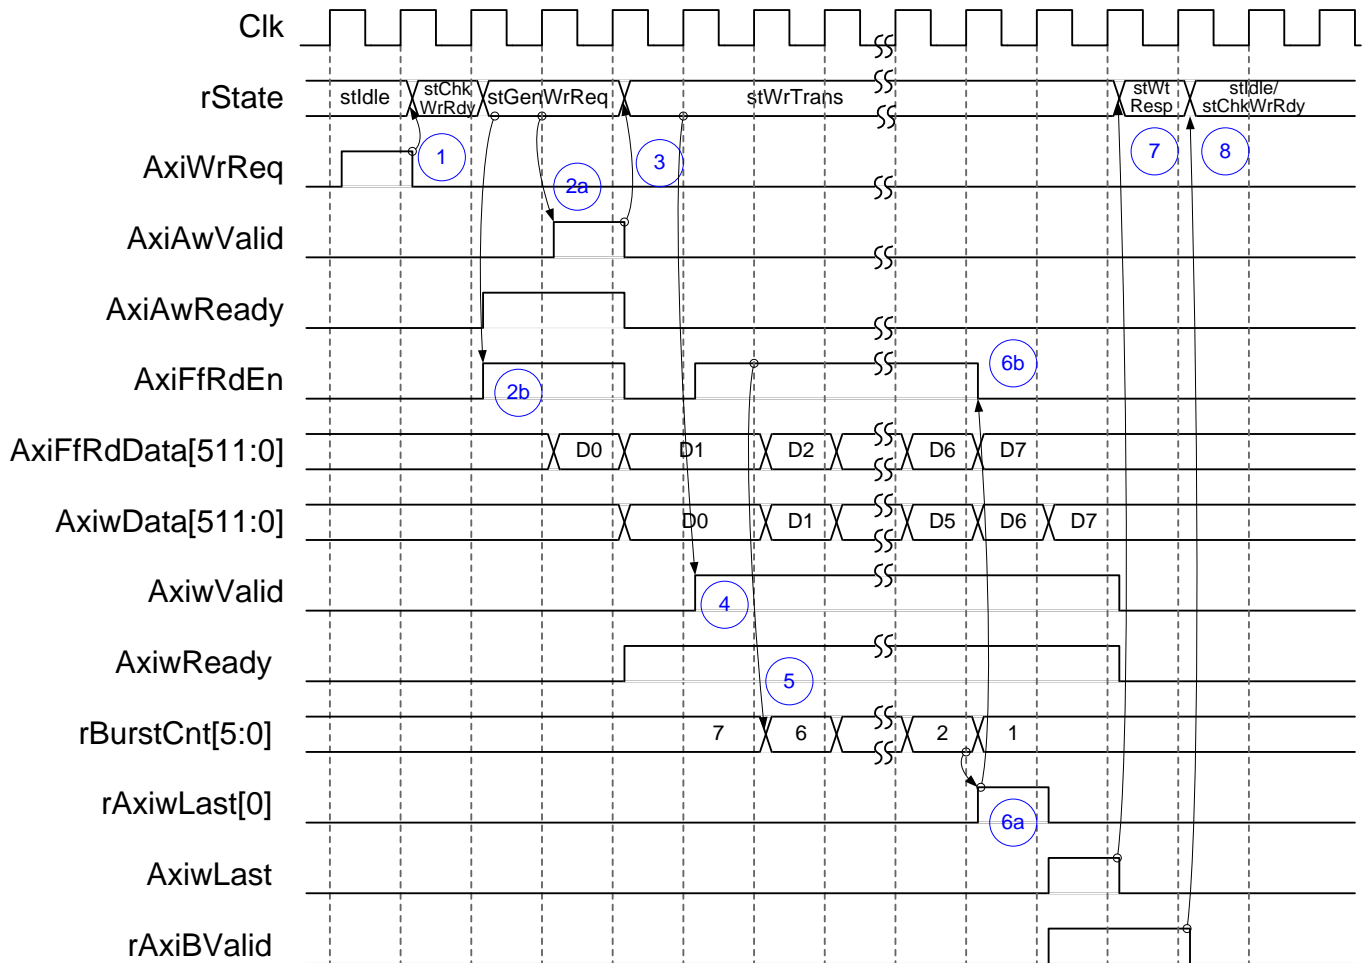 Clk
rState
stIdle
stChk
WrRdy
stGenWrReq
stWrTrans
stWt
Resp
stIdle/
stChkWrRdy
AxiWrReq
1
2a
3
7
8
AxiAwValid
AxiAwReady
AxiFfRdEn
2b
6b
AxiFfRdData[511:0]
D0
D1
D2
D6
D7
AxiwData[511:0]
D0
D1
D5
D6
D7
AxiwValid
4
AxiwReady
5
rBurstCnt[5:0]
7
6
2
1
rAxiwLast[0]
6a
AxiwLast
rAxiBValid